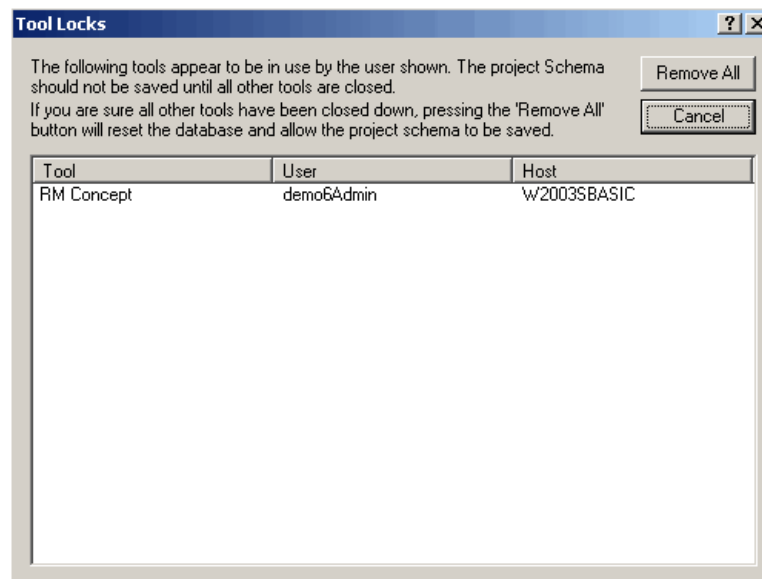 Tool Locks
The following tools appear to be in use by the user shown. The project Schema
should not be saved until all other tools are closed.
If you are sure all other tools have been closed down, pressing the 'Remove All'
button will reset the database and allow the project schema to be saved.
Remove All
Cancel
Tool User Host
RM Concept demo6Admin W2003SBASIC